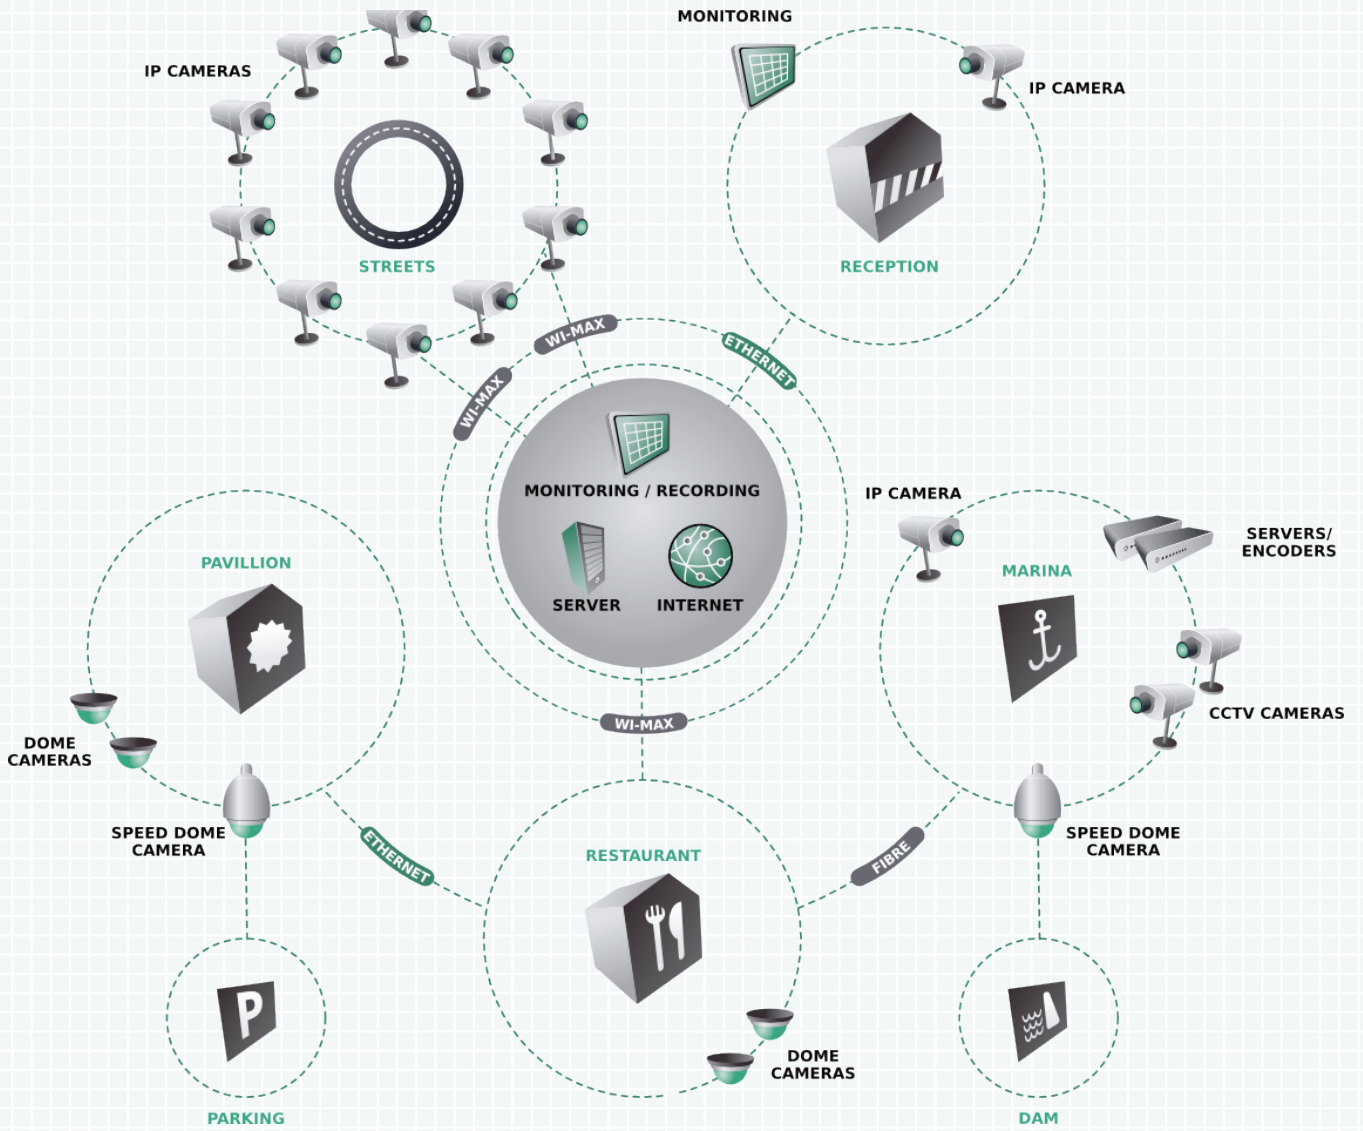 MONITORING
IP CAMERAS
IP CAMERA
STREETS
RECEPTION
WI-MAX
ETHERNET
WI-MAX
MONITORING / RECORDING
IP CAMERA
SERVERS/
ENCODERS
PAVILLION
MARINA
SERVER
INTERNET
CCTV CAMERAS
WI-MAX
DOME
CAMERAS
SPEED DOME
CAMERA
SPEED DOME
CAMERA
ETHERNET
FIBRE
RESTAURANT
P
DOME
CAMERAS
PARKING
DAM